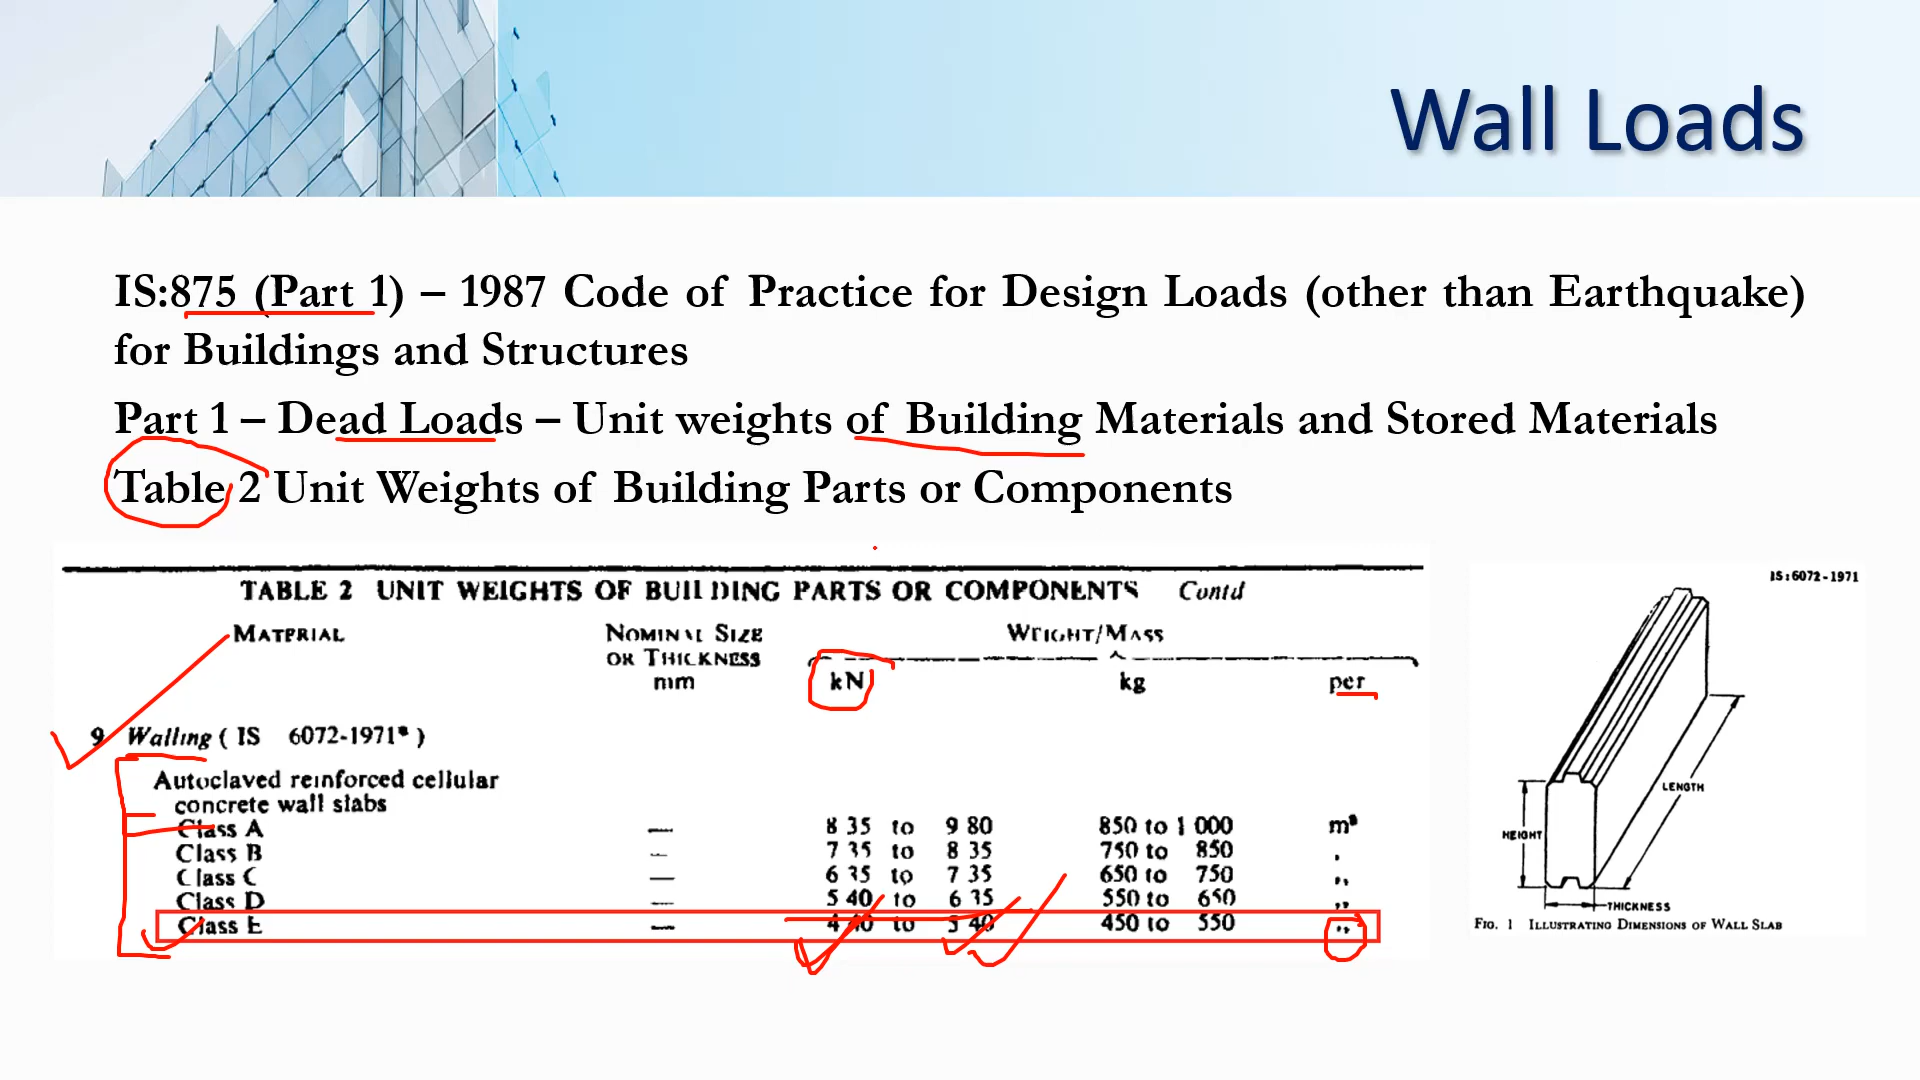 Wall Loads
IS:875 (Part 1) – 1987 Code of Practice for Design Loads (other than Earthquake)
for Buildings and Structures
Part 1 – Dead Loads – Unit weights of Building Materials and Stored Materials
Table 2 Unit Weights of Building Parts or Components
TABLE 2 UNIT WEIGHTS OF BUILDING PARTS OR COMPONENTS Contd
MATERIAL NOMINAL SIZE WEIGHT/MASS
OR THICKNESS
mm kN kg per
9 Walling ( IS 6072-1971* )
Autoclaved reinforced cellular
concrete wall slabs
Class A — 8 35 to 9 80 850 to 1 000 m³
Class B — 7 35 to 8 35 750 to 850 ,
Class C — 6 35 to 7 35 650 to 750 ,,
Class D — 5 40 to 6 35 550 to 650 ,,
Class E — 4 40 to 5 40 450 to 550 ,,
IS:6072-1971
LENGTH
HEIGHT
THICKNESS
FIG. 1 ILLUSTRATING DIMENSIONS OF WALL SLAB